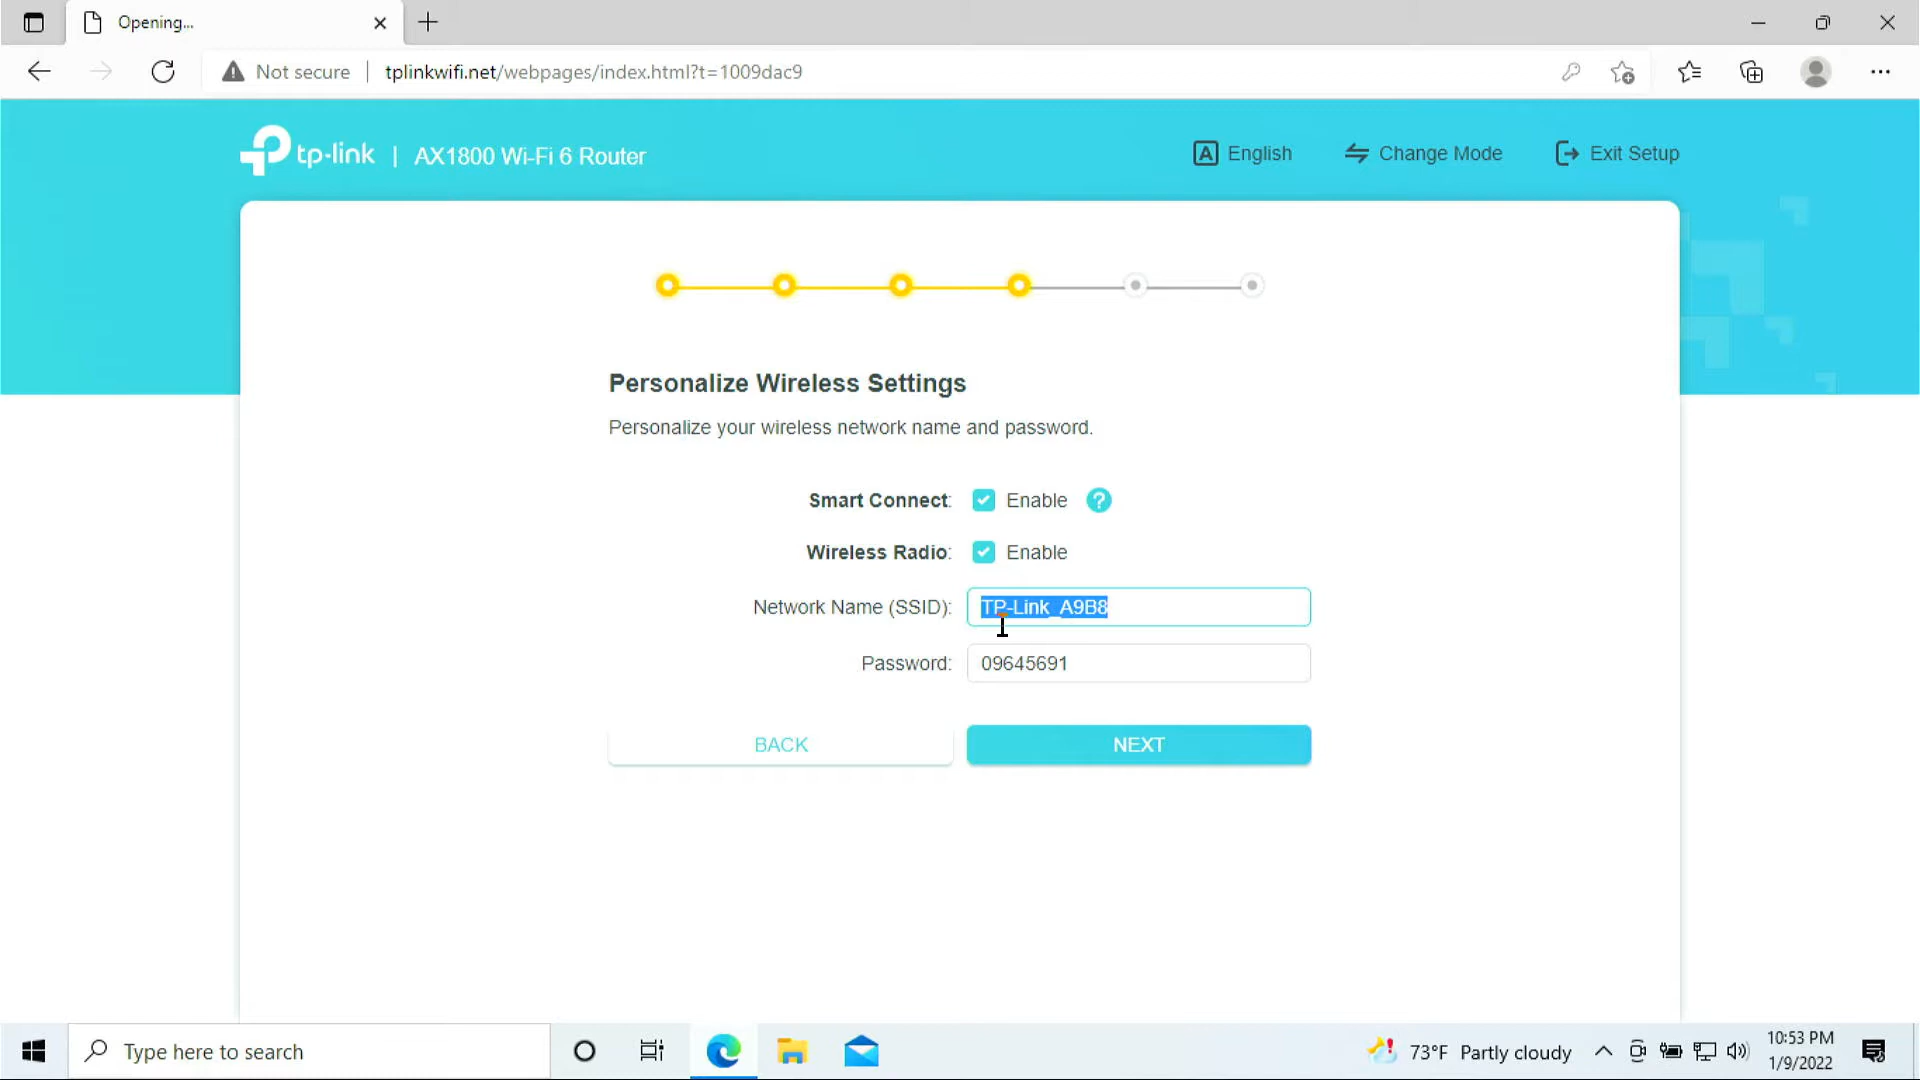 Opening...
Not secure | tplinkwifi.net/webpages/index.html?t=1009dac9
tp-link | AX1800 Wi-Fi 6 Router
A English
Change Mode
Exit Setup
Personalize Wireless Settings
Personalize your wireless network name and password.
Smart Connect: Enable ?
Wireless Radio: Enable
Network Name (SSID): TP-Link_A9B8
Password: 09645691
BACK NEXT
Type here to search
73°F Partly cloudy
10:53 PM
1/9/2022